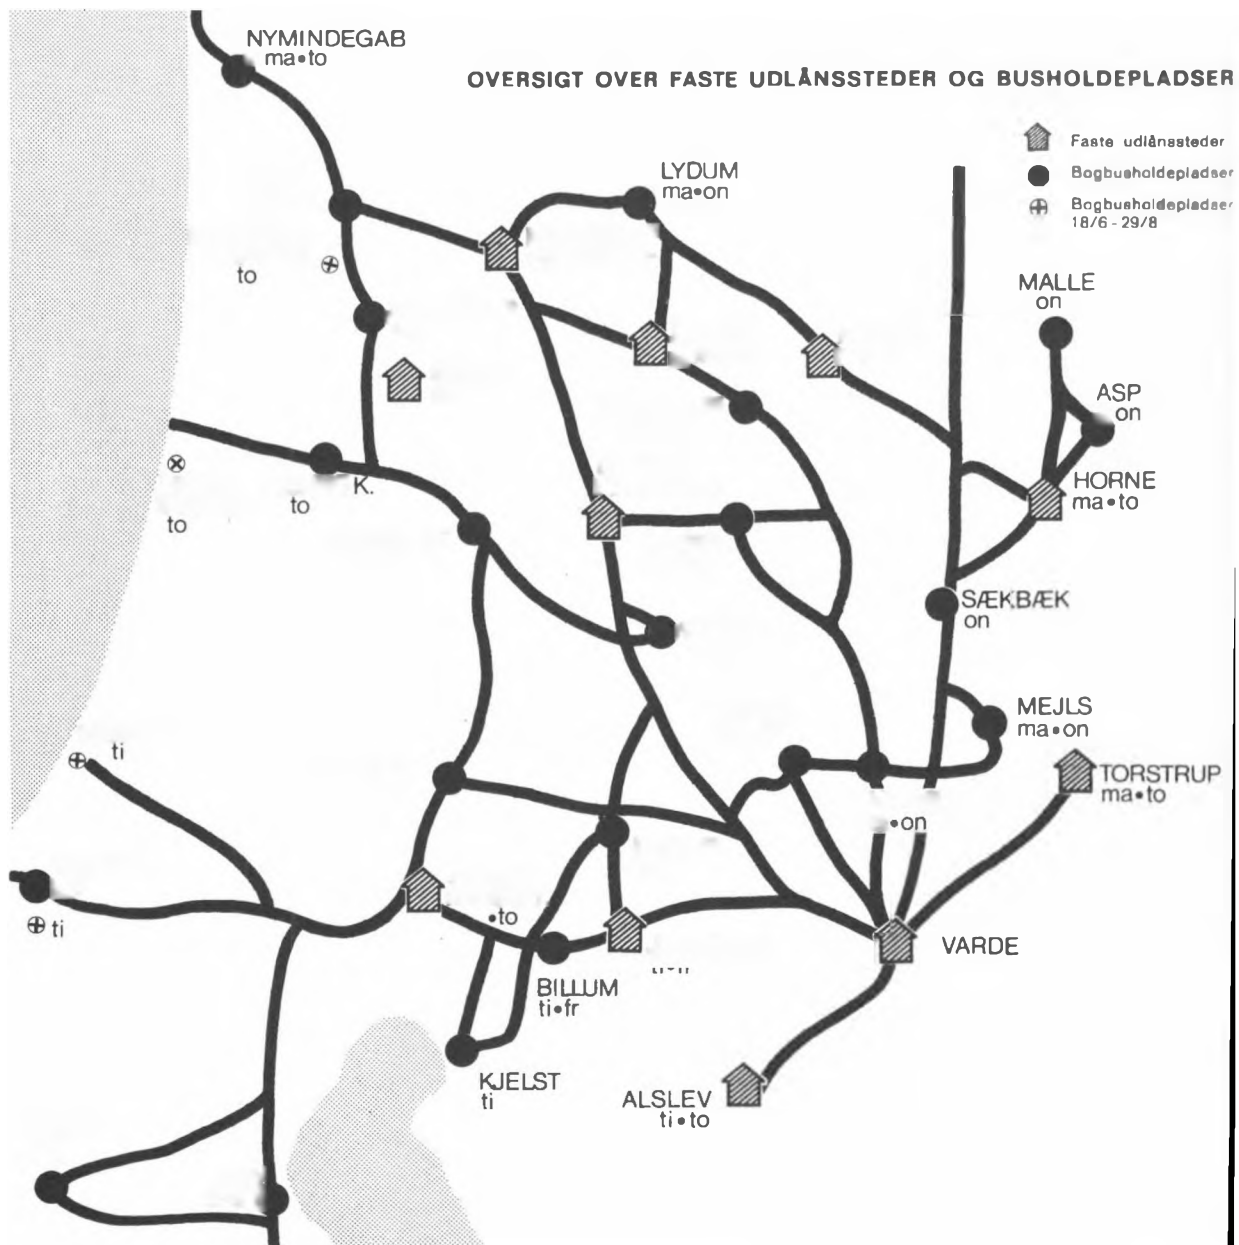 NYMINDEGAB
ma•to
OVERSIGT OVER FASTE UDLÅNSSTEDER OG BUSHOLDEPLADSER
Faste udlånssteder
Bogbusholdepladser
Bogbusholdepladser
18/6 - 29/8
LYDUM
ma•on
to
MALLE
on
ASP
on
HORNE
ma•to
K.
to
to
SÆKBÆK
on
MEJLS
ma•on
ti
TORSTRUP
ma•to
•on
•to
ti
VARDE
BILLUM
ti•fr
KJELST
ti
ALSLEV
ti•to